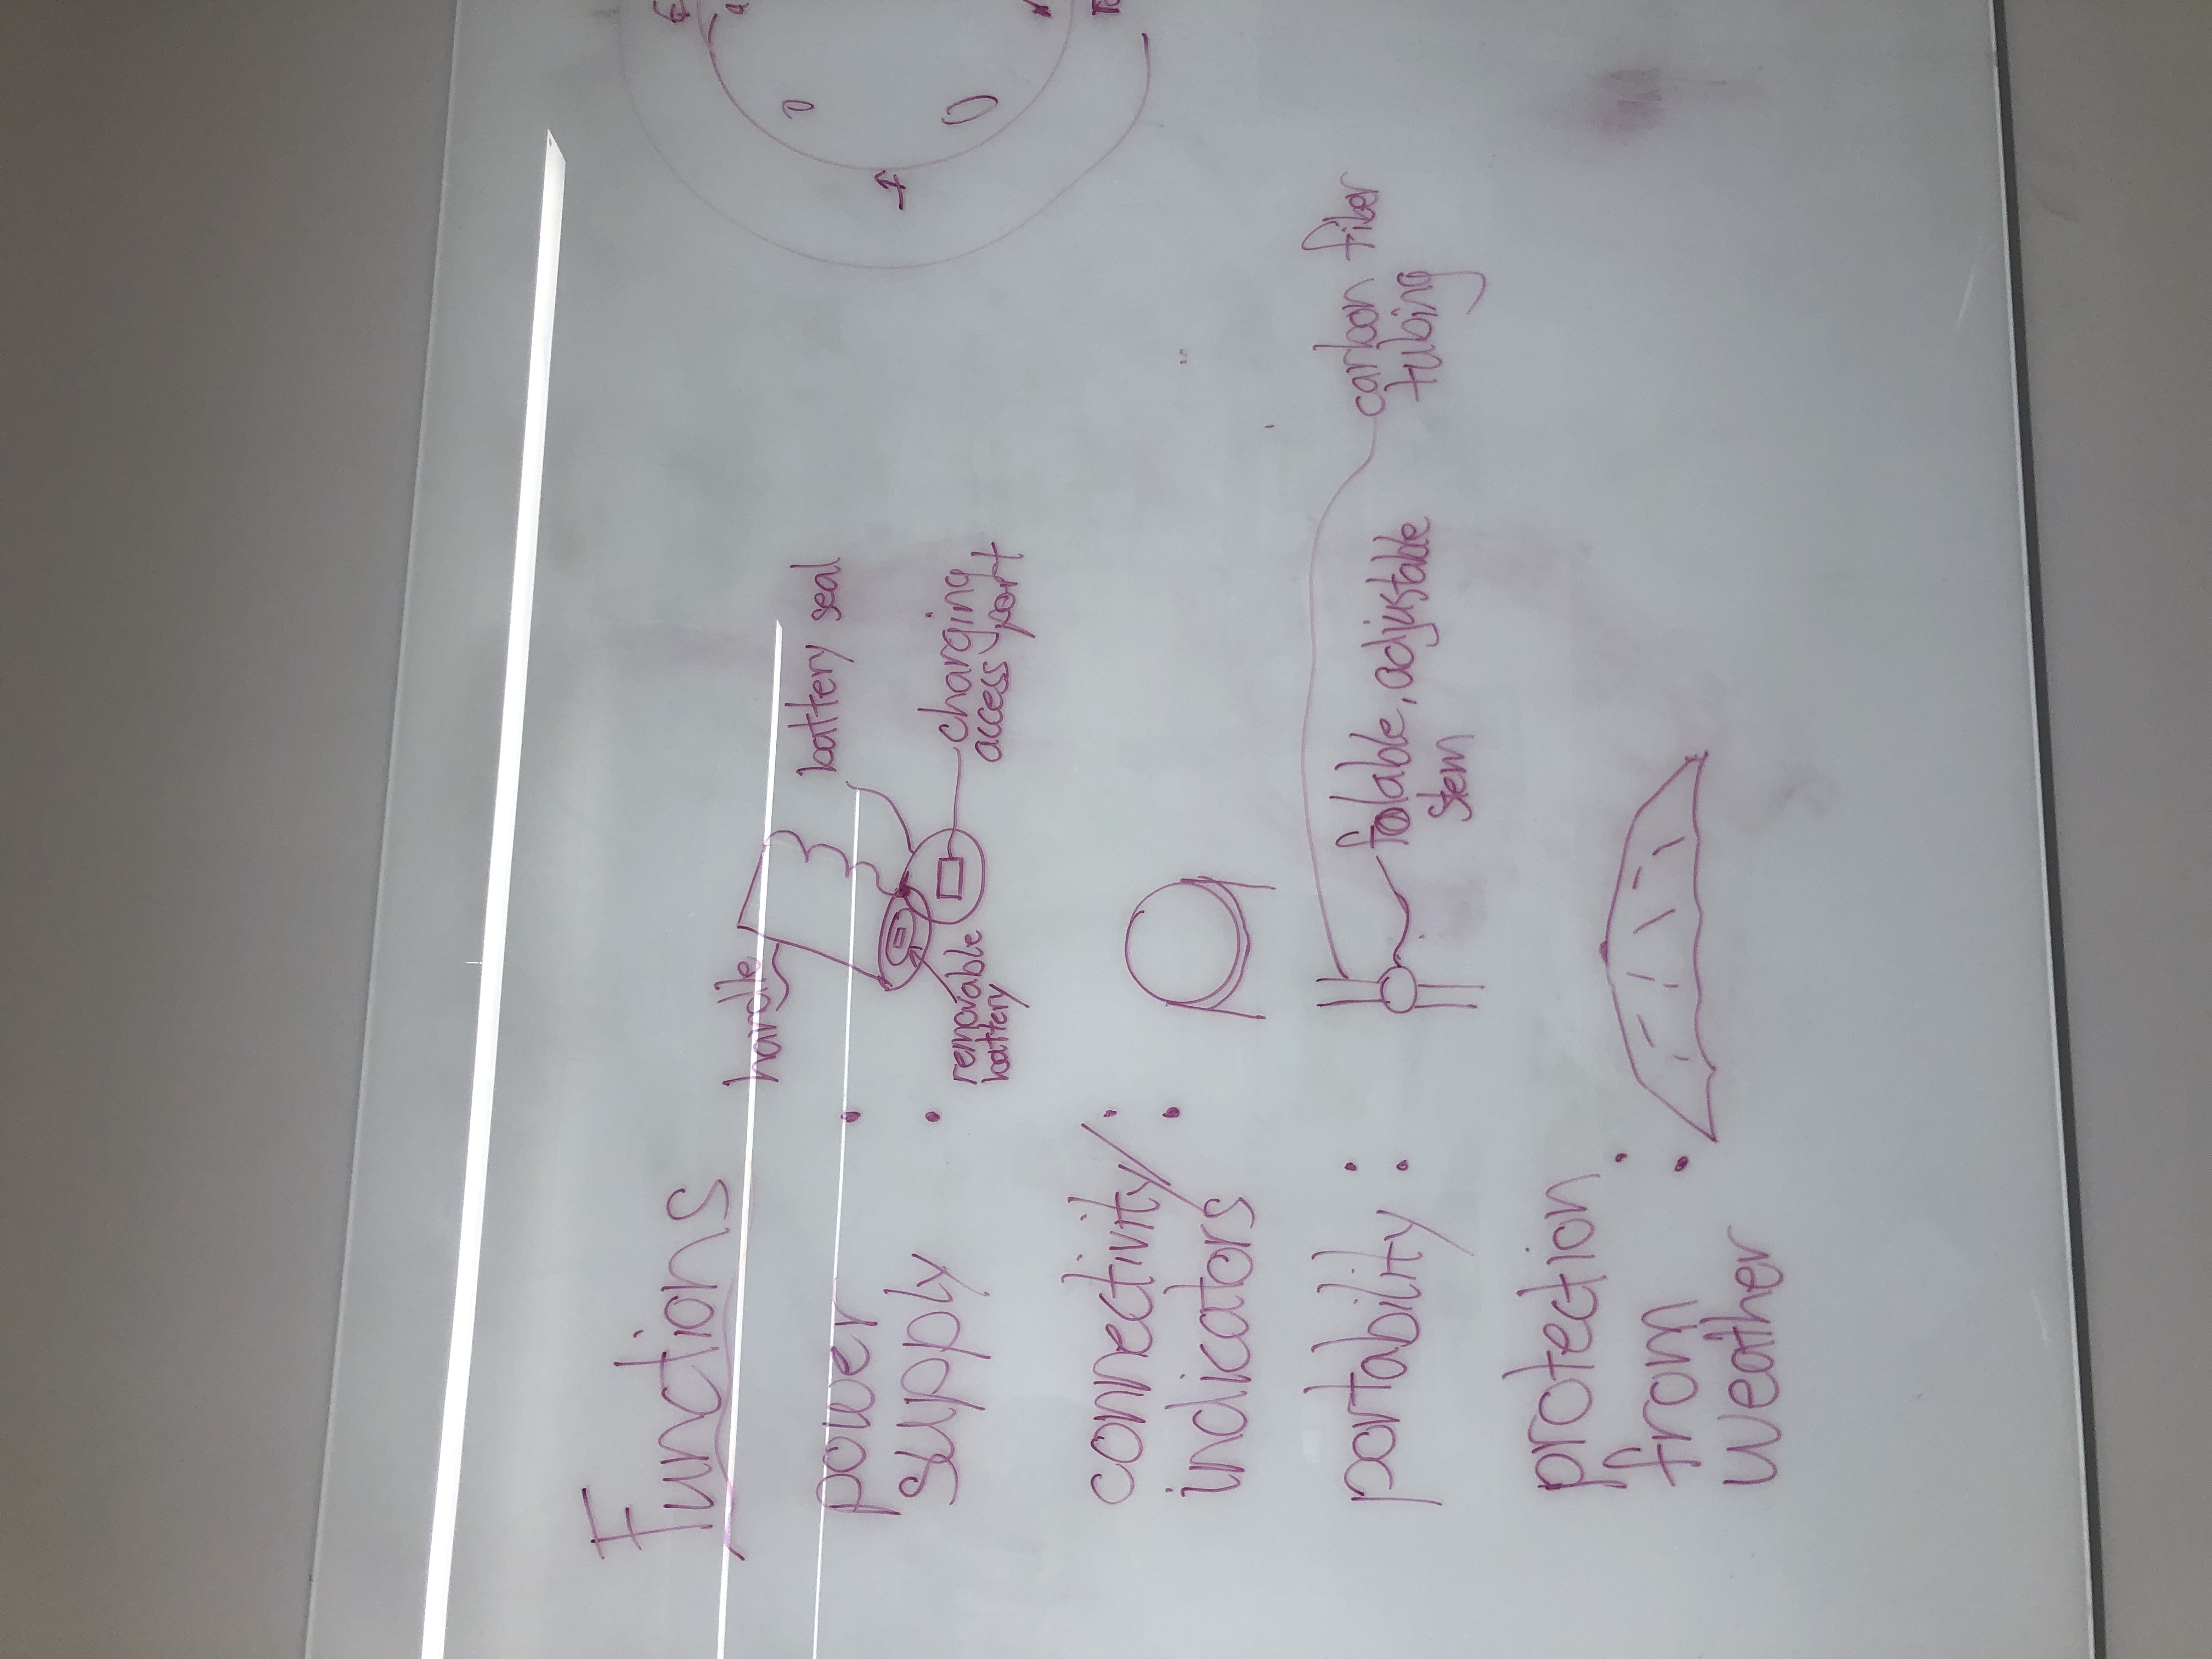 Functions
handle
power
supply :
battery seal
removable
battery
charging
access port
connectivity/ :
indicators
portability :
folable, adjustable
stem
carbon fiber
tubing
protection
from :
weather